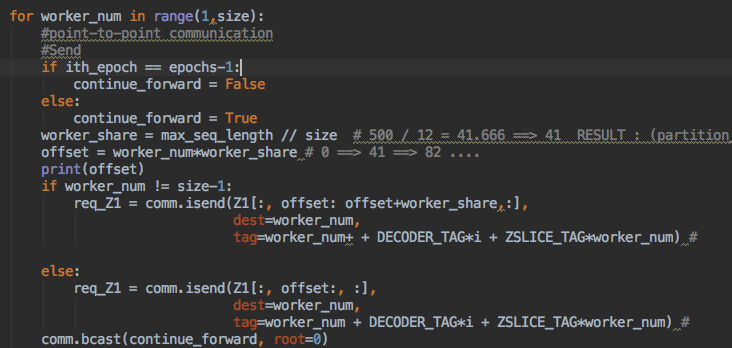 for worker_num in range(1,size):
    #point-to-point communication
    #Send
    if ith_epoch == epochs-1:
        continue_forward = False
    else:
        continue_forward = True
    worker_share = max_seq_length // size  # 500 / 12 = 41.666 ==> 41  RESULT : (partition_
    offset = worker_num*worker_share # 0 ==> 41 ==> 82 ....
    print(offset)
    if worker_num != size-1:
        req_Z1 = comm.isend(Z1[:, offset: offset+worker_share,:],
                            dest=worker_num,
                            tag=worker_num+ + DECODER_TAG*i + ZSLICE_TAG*worker_num) #
    else:
        req_Z1 = comm.isend(Z1[:, offset:, :],
                            dest=worker_num,
                            tag=worker_num + DECODER_TAG*i + ZSLICE_TAG*worker_num) #
    comm.bcast(continue_forward, root=0)